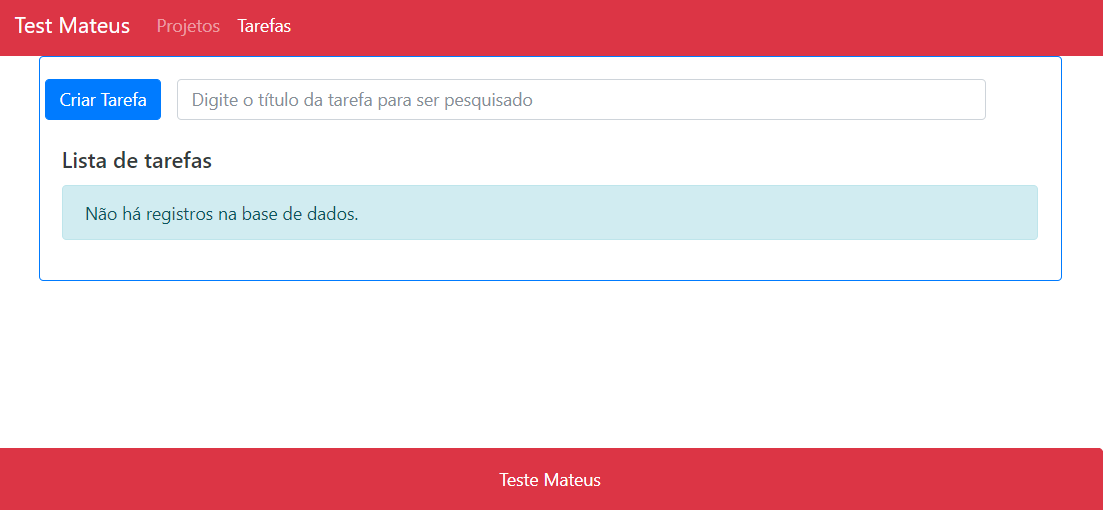 Test Mateus Projetos Tarefas
Criar Tarefa Digite o título da tarefa para ser pesquisado
Lista de tarefas
Não há registros na base de dados.
Teste Mateus